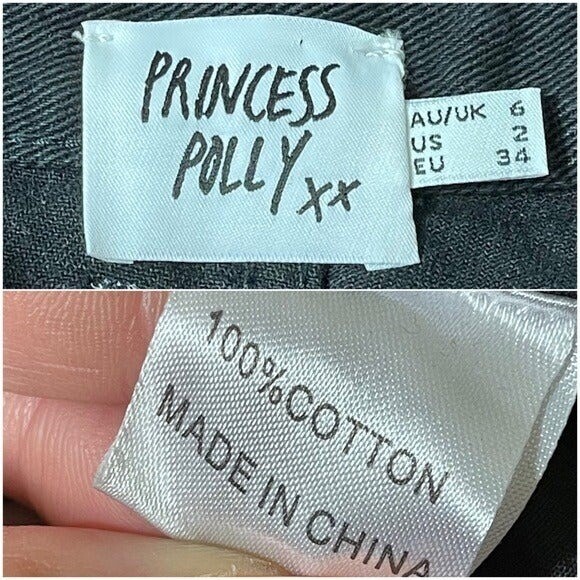 PRINCESS
POLLY xx
AU/UK 6
US 2
EU 34
100%COTTON
MADE IN CHINA